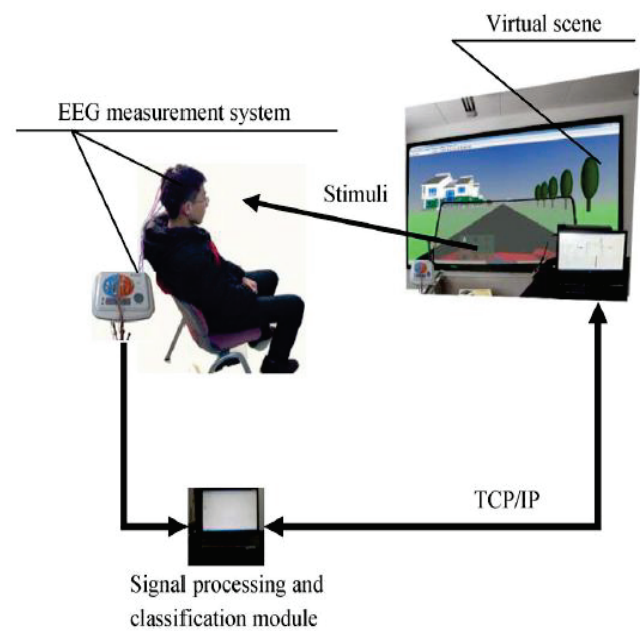 Virtual scene
EEG measurement system
Stimuli
TCP/IP
Signal processing and
classification module